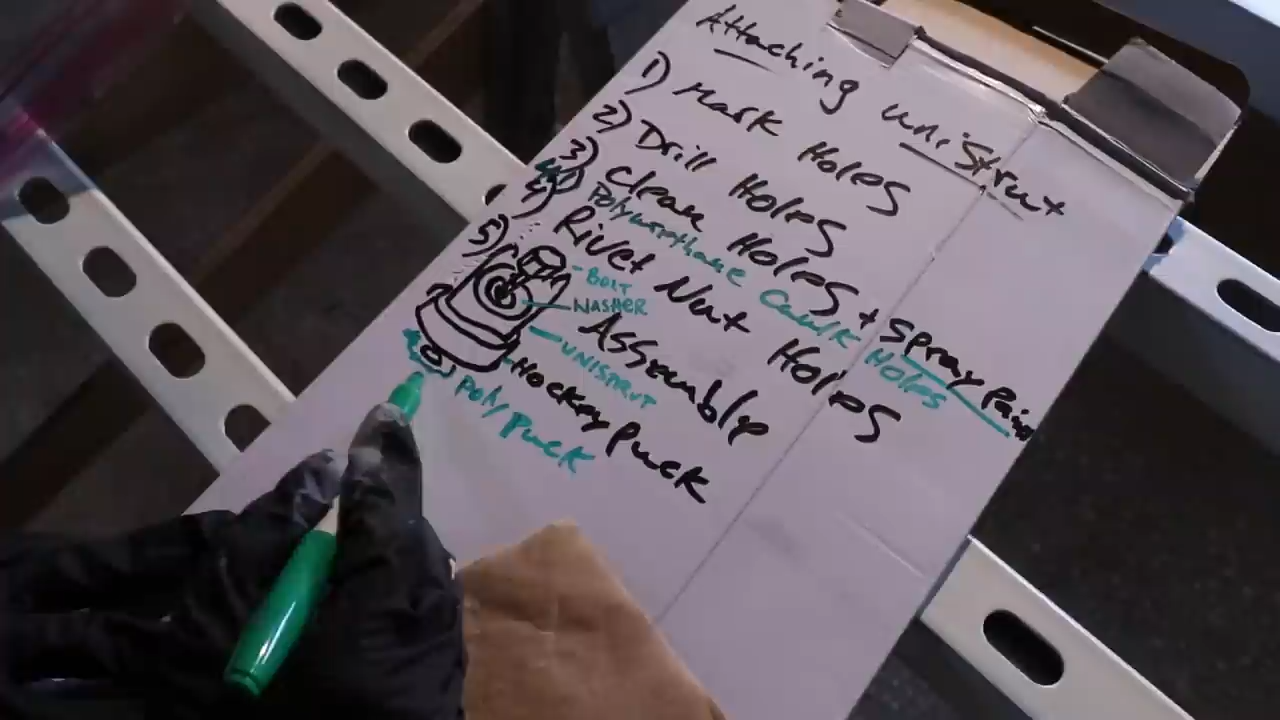 Attaching unistrut
1) Mark Holes
2) Drill Holes
3) Clean Holes + Spray Pain
Polyurethane Caulk Holes
4) Rivet Nut Holes
5) Assembly
BOLT
WASHER
UNISTRUT
Hockey Puck
Poly Puck